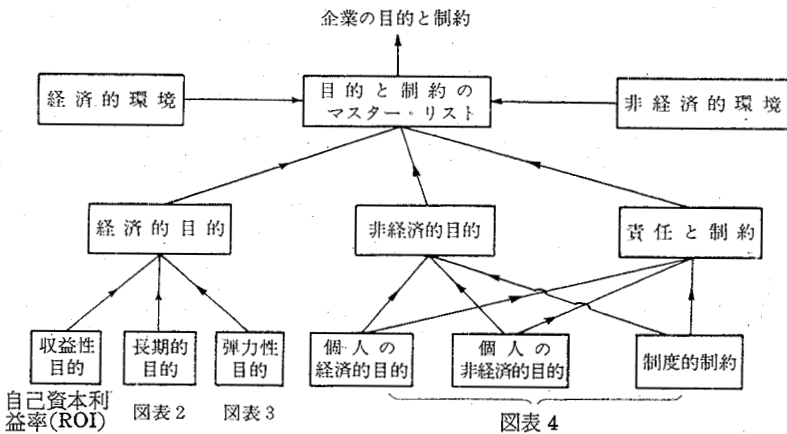 企業の目的と制約
経済的環境
目的と制約の
マスター・リスト
非経済的環境
経済的目的
非経済的目的
責任と制約
収益性
目的
長期的
目的
弾力性
目的
個人の
経済的目的
個人の
非経済的目的
制度的制約
自己資本利
益率(ROI)
図表2
図表3
図表4